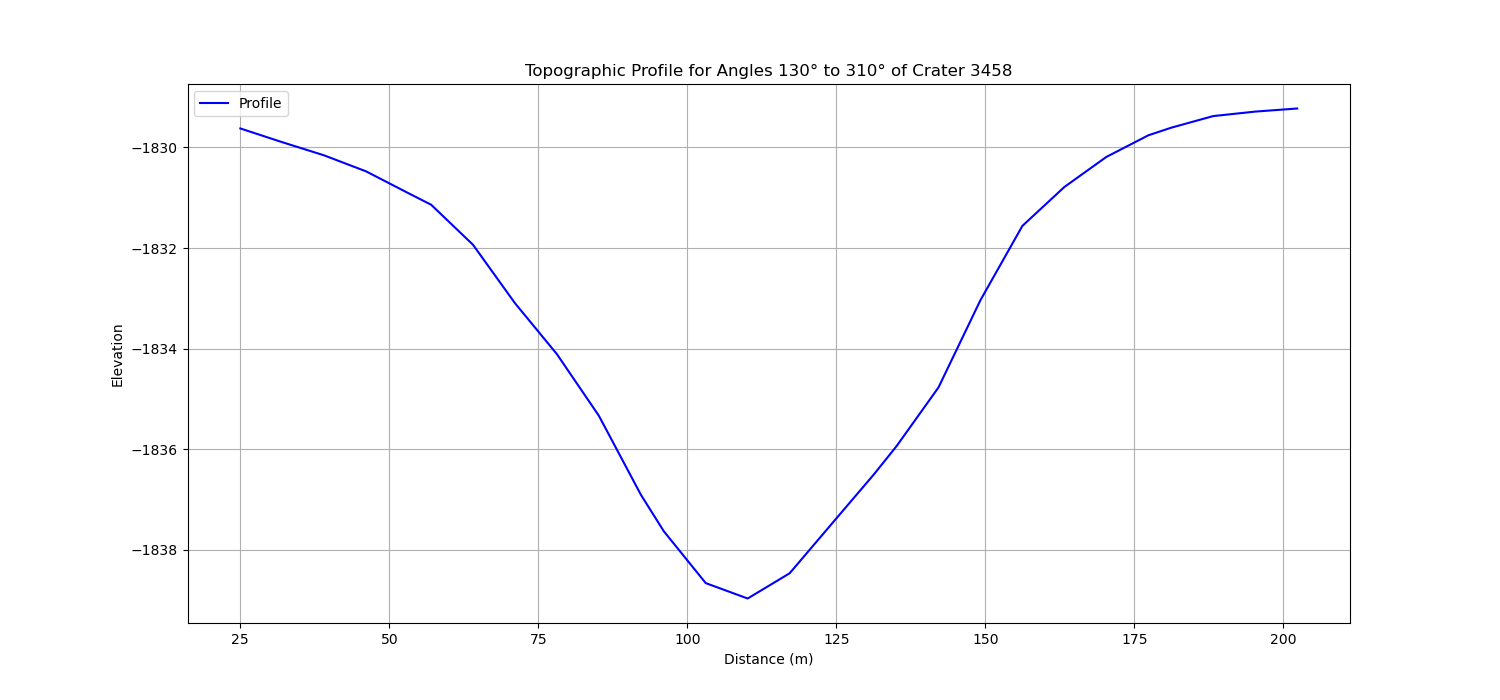 Topographic Profile for Angles 130° to 310° of Crater 3458
Profile
−1830
−1832
−1834
−1836
−1838
Elevation
25 50 75 100 125 150 175 200
Distance (m)